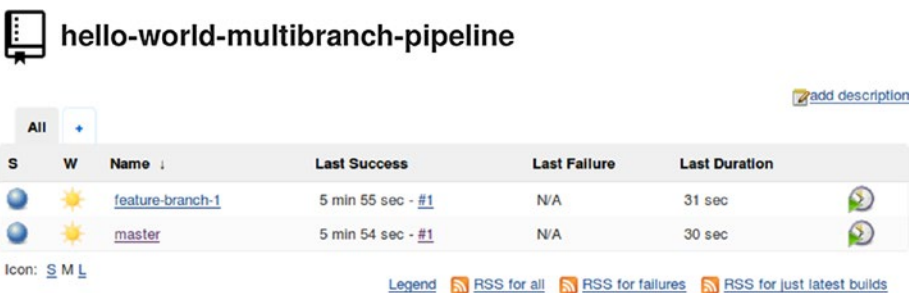 hello-world-multibranch-pipeline
add description
All +
S W Name ↓ Last Success Last Failure Last Duration
feature-branch-1 5 min 55 sec - #1 N/A 31 sec
master 5 min 54 sec - #1 N/A 30 sec
Icon: S M L
Legend RSS for all RSS for failures RSS for just latest builds